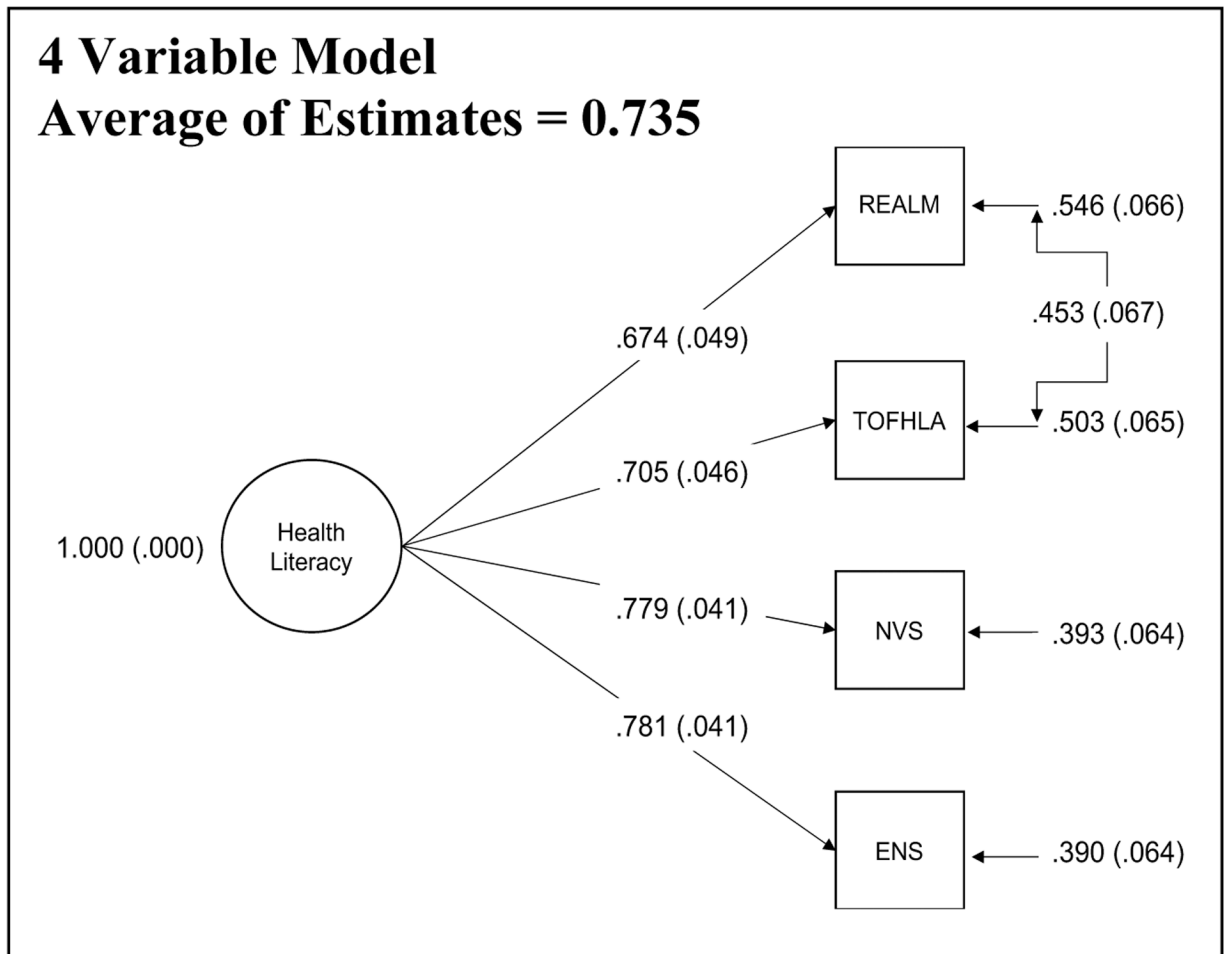 4 Variable Model
Average of Estimates = 0.735
REALM
.546 (.066)
.453 (.067)
.674 (.049)
TOFHLA
.503 (.065)
.705 (.046)
Health
Literacy
1.000 (.000)
.779 (.041)
NVS
.393 (.064)
.781 (.041)
ENS
.390 (.064)